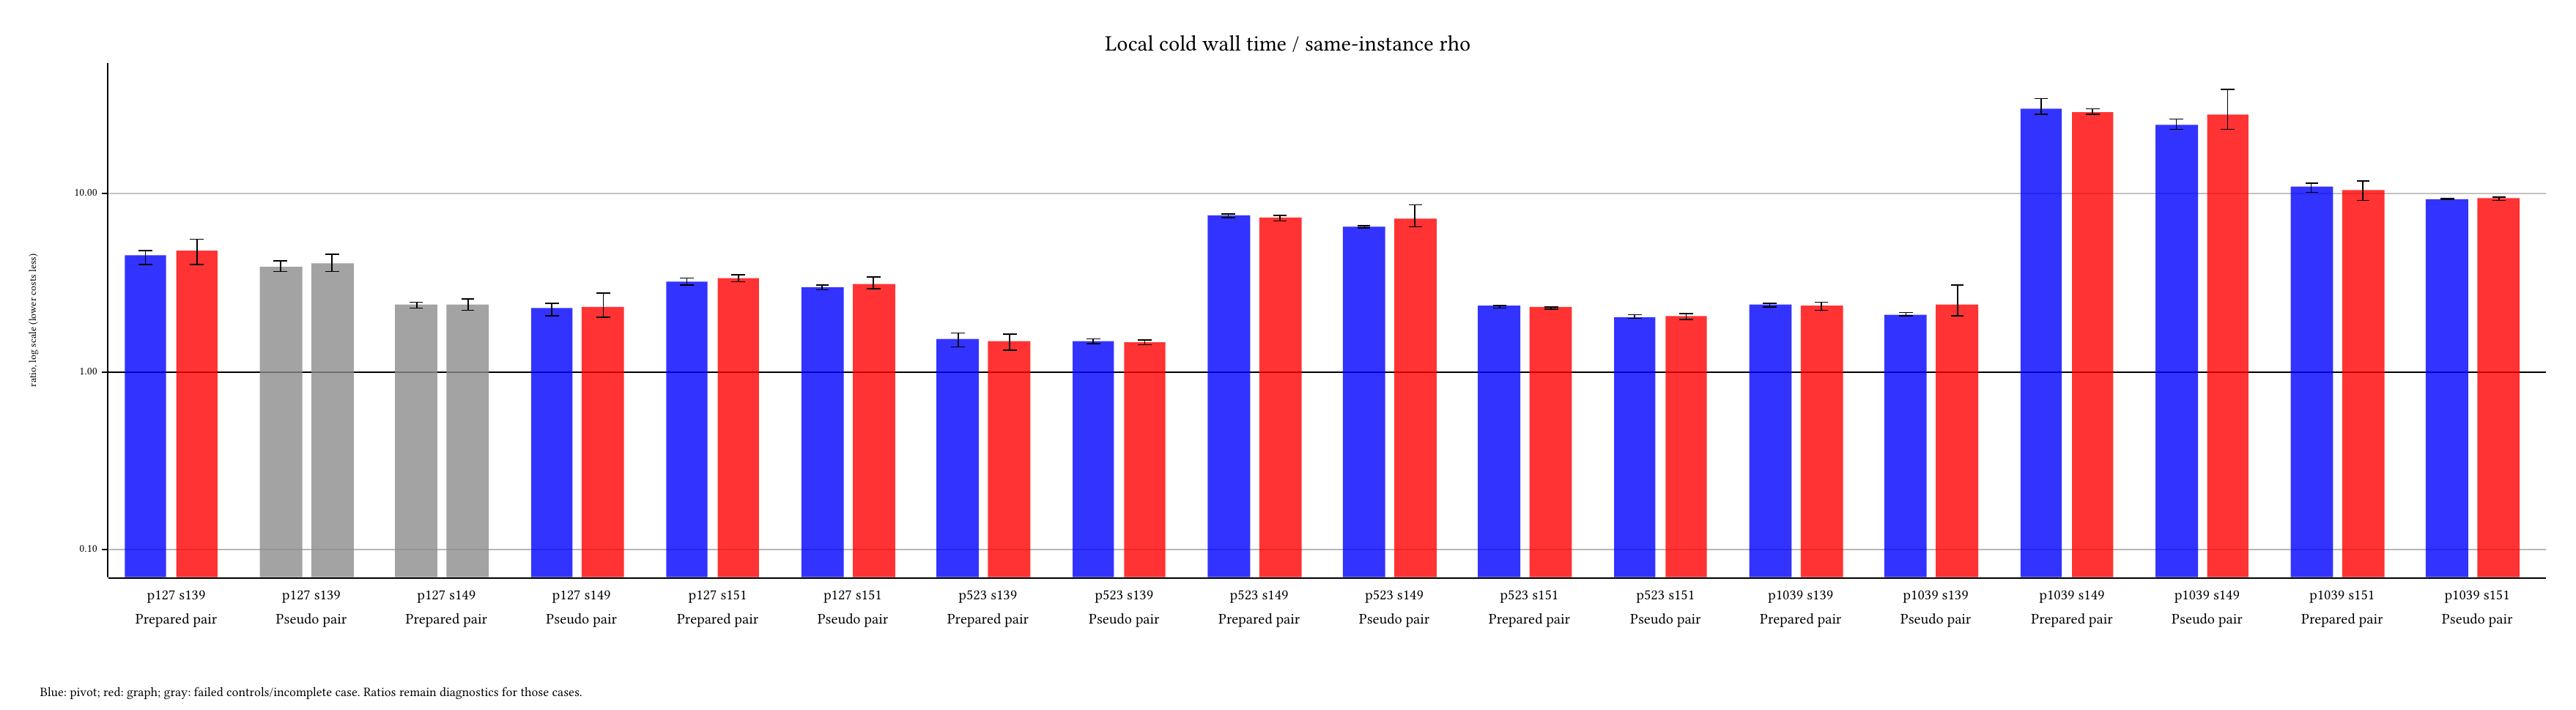 Local cold wall time / same-instance rho
ratio, log scale (lower costs less)
10.00
1.00
0.10
p127 s139 p127 s139 p127 s149 p127 s149 p127 s151 p127 s151 p523 s139 p523 s139 p523 s149 p523 s149 p523 s151 p523 s151 p1039 s139 p1039 s139 p1039 s149 p1039 s149 p1039 s151 p1039 s151
Prepared pair Pseudo pair Prepared pair Pseudo pair Prepared pair Pseudo pair Prepared pair Pseudo pair Prepared pair Pseudo pair Prepared pair Pseudo pair Prepared pair Pseudo pair Prepared pair Pseudo pair Prepared pair Pseudo pair
Blue: pivot; red: graph; gray: failed controls/incomplete case. Ratios remain diagnostics for those cases.